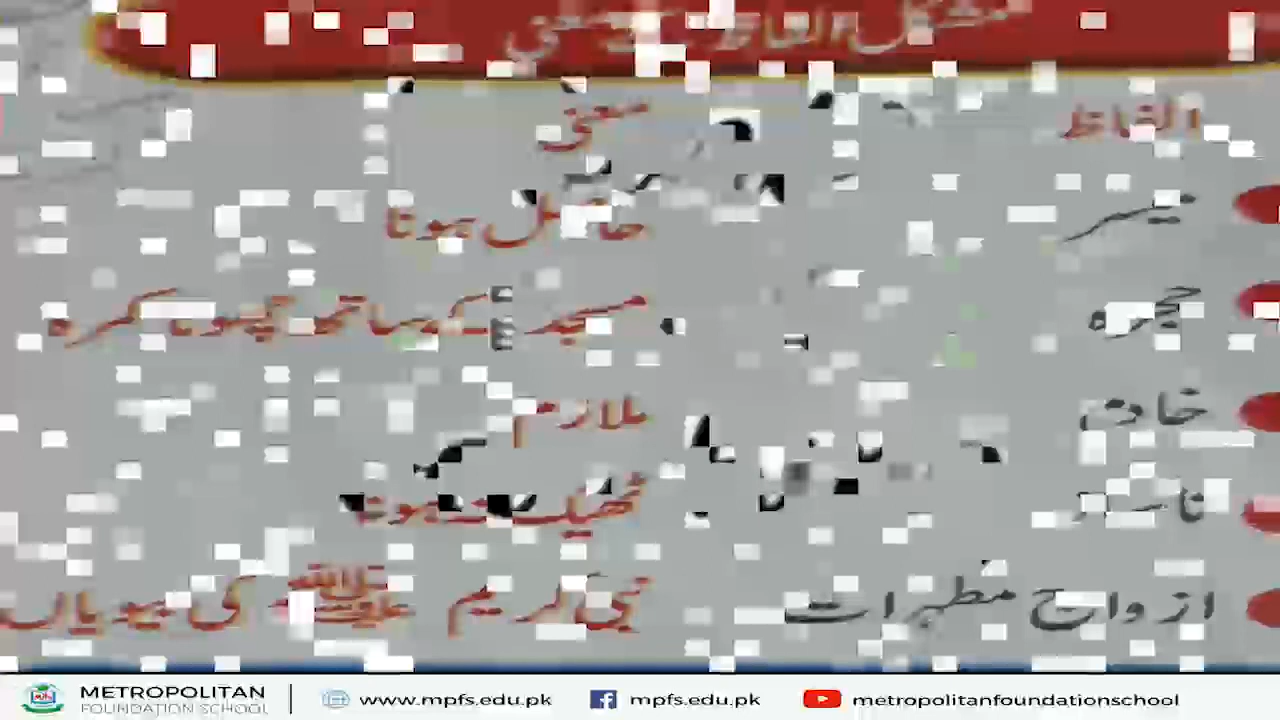 مشکل الفاظ کے معنی
الفاظ معنی
میسر حاصل ہونا
حجرہ مسجد کے ساتھ چھوٹا کمرہ
خادم ملازم
ٹھیک نہ ہونا
ازواج مطہرات نبی کریم ﷺ کی بیویاں
METROPOLITAN FOUNDATION SCHOOL www.mpfs.edu.pk mpfs.edu.pk metropolitanfoundationschool